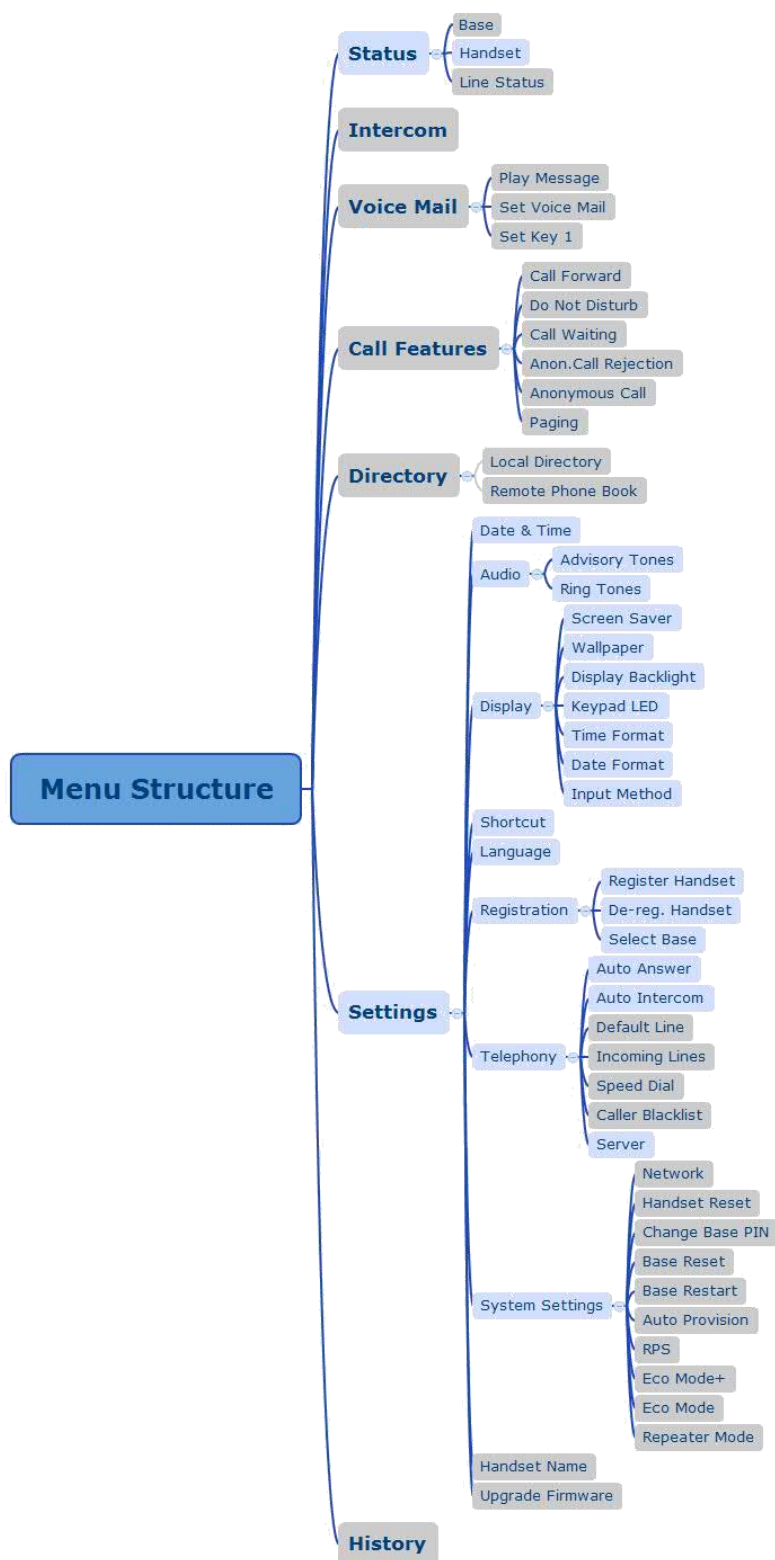 Menu Structure
Status
Base
Handset
Line Status
Intercom
Voice Mail
Play Message
Set Voice Mail
Set Key 1
Call Features
Call Forward
Do Not Disturb
Call Waiting
Anon.Call Rejection
Anonymous Call
Paging
Directory
Local Directory
Remote Phone Book
Settings
Date & Time
Audio
Advisory Tones
Ring Tones
Display
Screen Saver
Wallpaper
Display Backlight
Keypad LED
Time Format
Date Format
Input Method
Shortcut
Language
Registration
Register Handset
De-reg. Handset
Select Base
Telephony
Auto Answer
Auto Intercom
Default Line
Incoming Lines
Speed Dial
Caller Blacklist
Server
System Settings
Network
Handset Reset
Change Base PIN
Base Reset
Base Restart
Auto Provision
RPS
Eco Mode+
Eco Mode
Repeater Mode
Handset Name
Upgrade Firmware
History